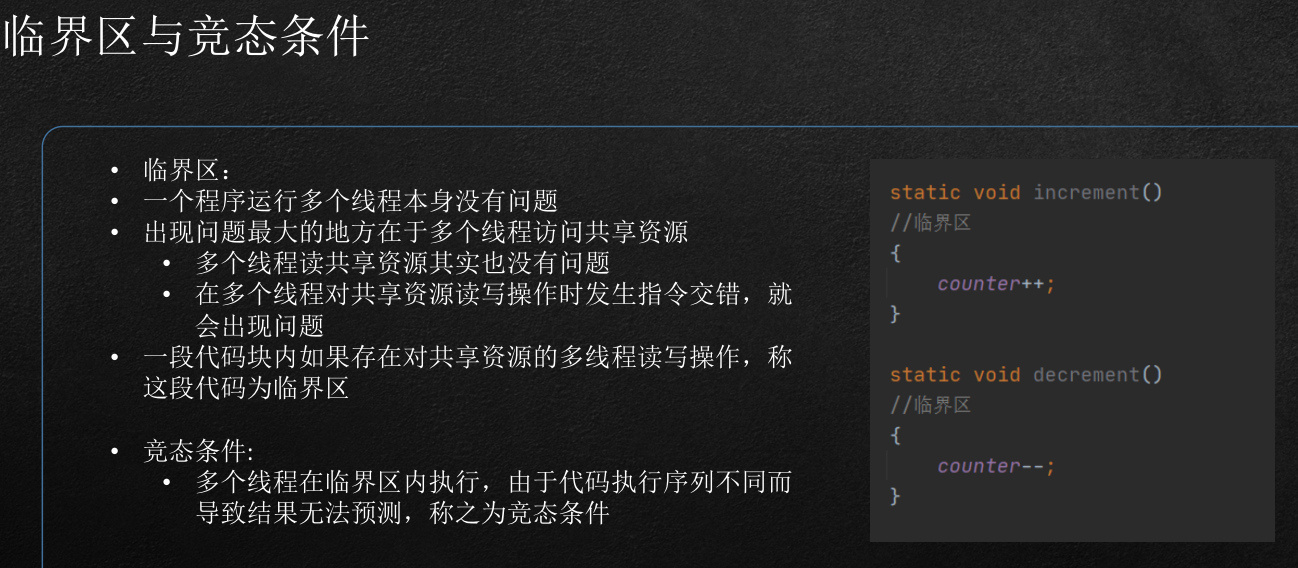 临界区与竞态条件
• 临界区：
• 一个程序运行多个线程本身没有问题
• 出现问题最大的地方在于多个线程访问共享资源
• 多个线程读共享资源其实也没有问题
• 在多个线程对共享资源读写操作时发生指令交错，就
会出现问题
• 一段代码块内如果存在对共享资源的多线程读写操作，称
这段代码为临界区
• 竞态条件:
• 多个线程在临界区内执行，由于代码执行序列不同而
导致结果无法预测，称之为竞态条件
static void increment()
//临界区
{
counter++;
}
static void decrement()
//临界区
{
counter--;
}